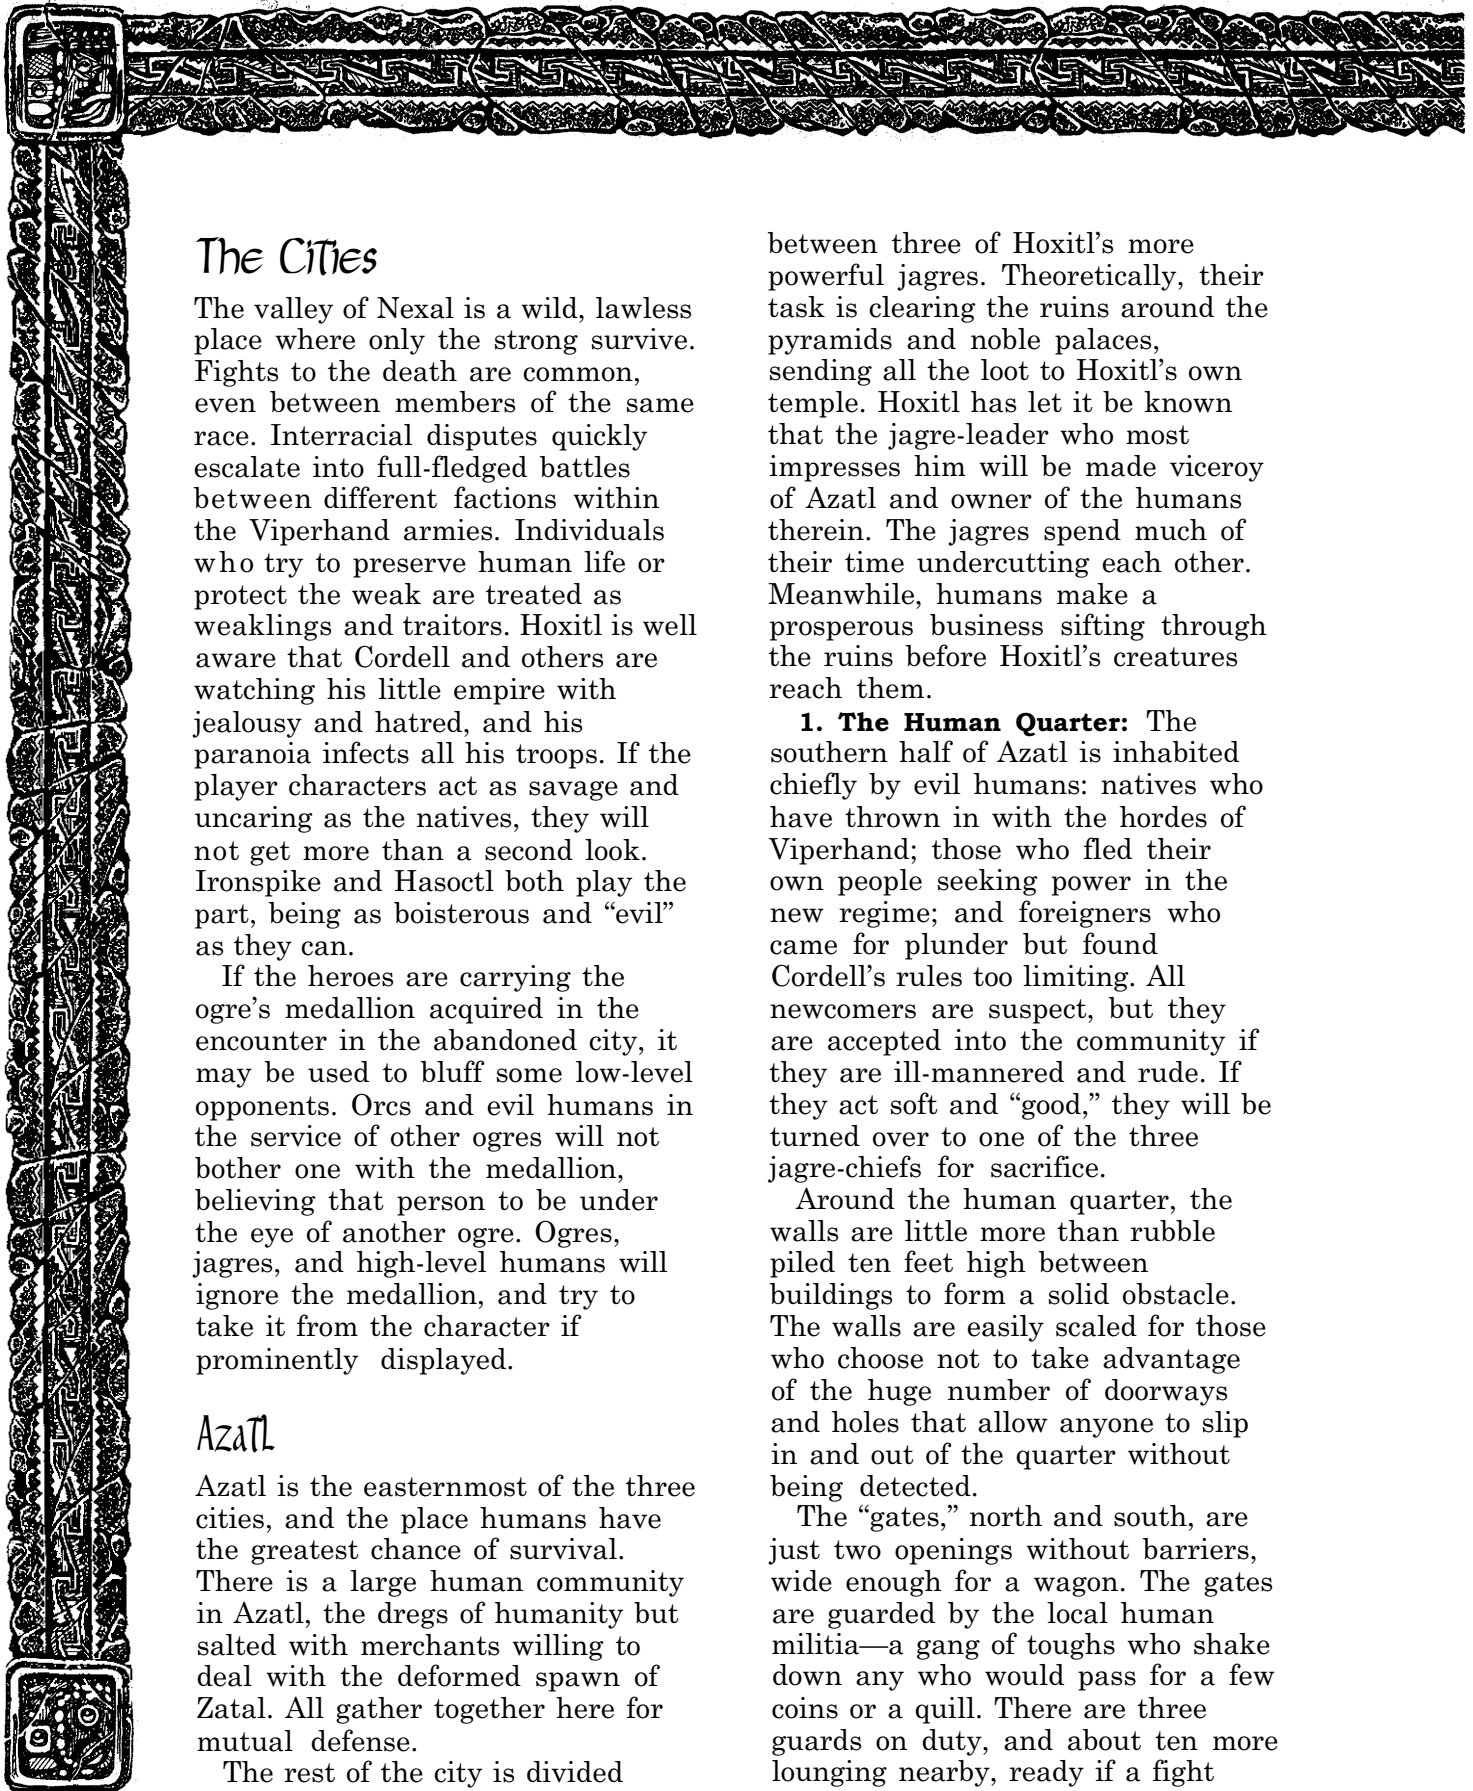 The Cities
The valley of Nexal is a wild, lawless
place where only the strong survive.
Fights to the death are common,
even between members of the same
race. Interracial disputes quickly
escalate into full-fledged battles
between different factions within
the Viperhand armies. Individuals
who try to preserve human life or
protect the weak are treated as
weaklings and traitors. Hoxitl is well
aware that Cordell and others are
watching his little empire with
jealousy and hatred, and his
paranoia infects all his troops. If the
player characters act as savage and
uncaring as the natives, they will
not get more than a second look.
Ironspike and Hasoctl both play the
part, being as boisterous and “evil”
as they can.
If the heroes are carrying the
ogre’s medallion acquired in the
encounter in the abandoned city, it
may be used to bluff some low-level
opponents. Orcs and evil humans in
the service of other ogres will not
bother one with the medallion,
believing that person to be under
the eye of another ogre. Ogres,
jagres, and high-level humans will
ignore the medallion, and try to
take it from the character if
prominently displayed.
Azatl
Azatl is the easternmost of the three
cities, and the place humans have
the greatest chance of survival.
There is a large human community
in Azatl, the dregs of humanity but
salted with merchants willing to
deal with the deformed spawn of
Zatal. All gather together here for
mutual defense.
The rest of the city is divided
between three of Hoxitl’s more
powerful jagres. Theoretically, their
task is clearing the ruins around the
pyramids and noble palaces,
sending all the loot to Hoxitl’s own
temple. Hoxitl has let it be known
that the jagre-leader who most
impresses him will be made viceroy
of Azatl and owner of the humans
therein. The jagres spend much of
their time undercutting each other.
Meanwhile, humans make a
prosperous business sifting through
the ruins before Hoxitl’s creatures
reach them.
1. The Human Quarter: The
southern half of Azatl is inhabited
chiefly by evil humans: natives who
have thrown in with the hordes of
Viperhand; those who fled their
own people seeking power in the
new regime; and foreigners who
came for plunder but found
Cordell’s rules too limiting. All
newcomers are suspect, but they
are accepted into the community if
they are ill-mannered and rude. If
they act soft and “good,” they will be
turned over to one of the three
jagre-chiefs for sacrifice.
Around the human quarter, the
walls are little more than rubble
piled ten feet high between
buildings to form a solid obstacle.
The walls are easily scaled for those
who choose not to take advantage
of the huge number of doorways
and holes that allow anyone to slip
in and out of the quarter without
being detected.
The “gates,” north and south, are
just two openings without barriers,
wide enough for a wagon. The gates
are guarded by the local human
militia—a gang of toughs who shake
down any who would pass for a few
coins or a quill. There are three
guards on duty, and about ten more
lounging nearby, ready if a fight